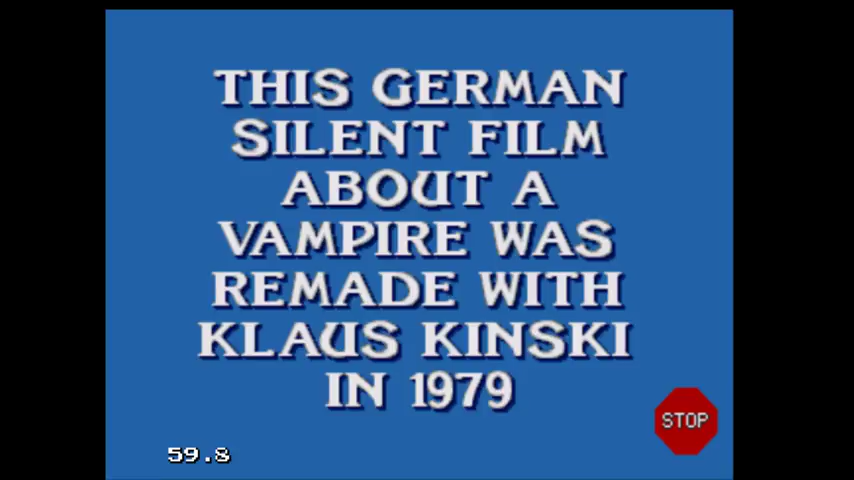 THIS GERMAN
SILENT FILM
ABOUT A
VAMPIRE WAS
REMADE WITH
KLAUS KINSKI
IN 1979
STOP
59.8